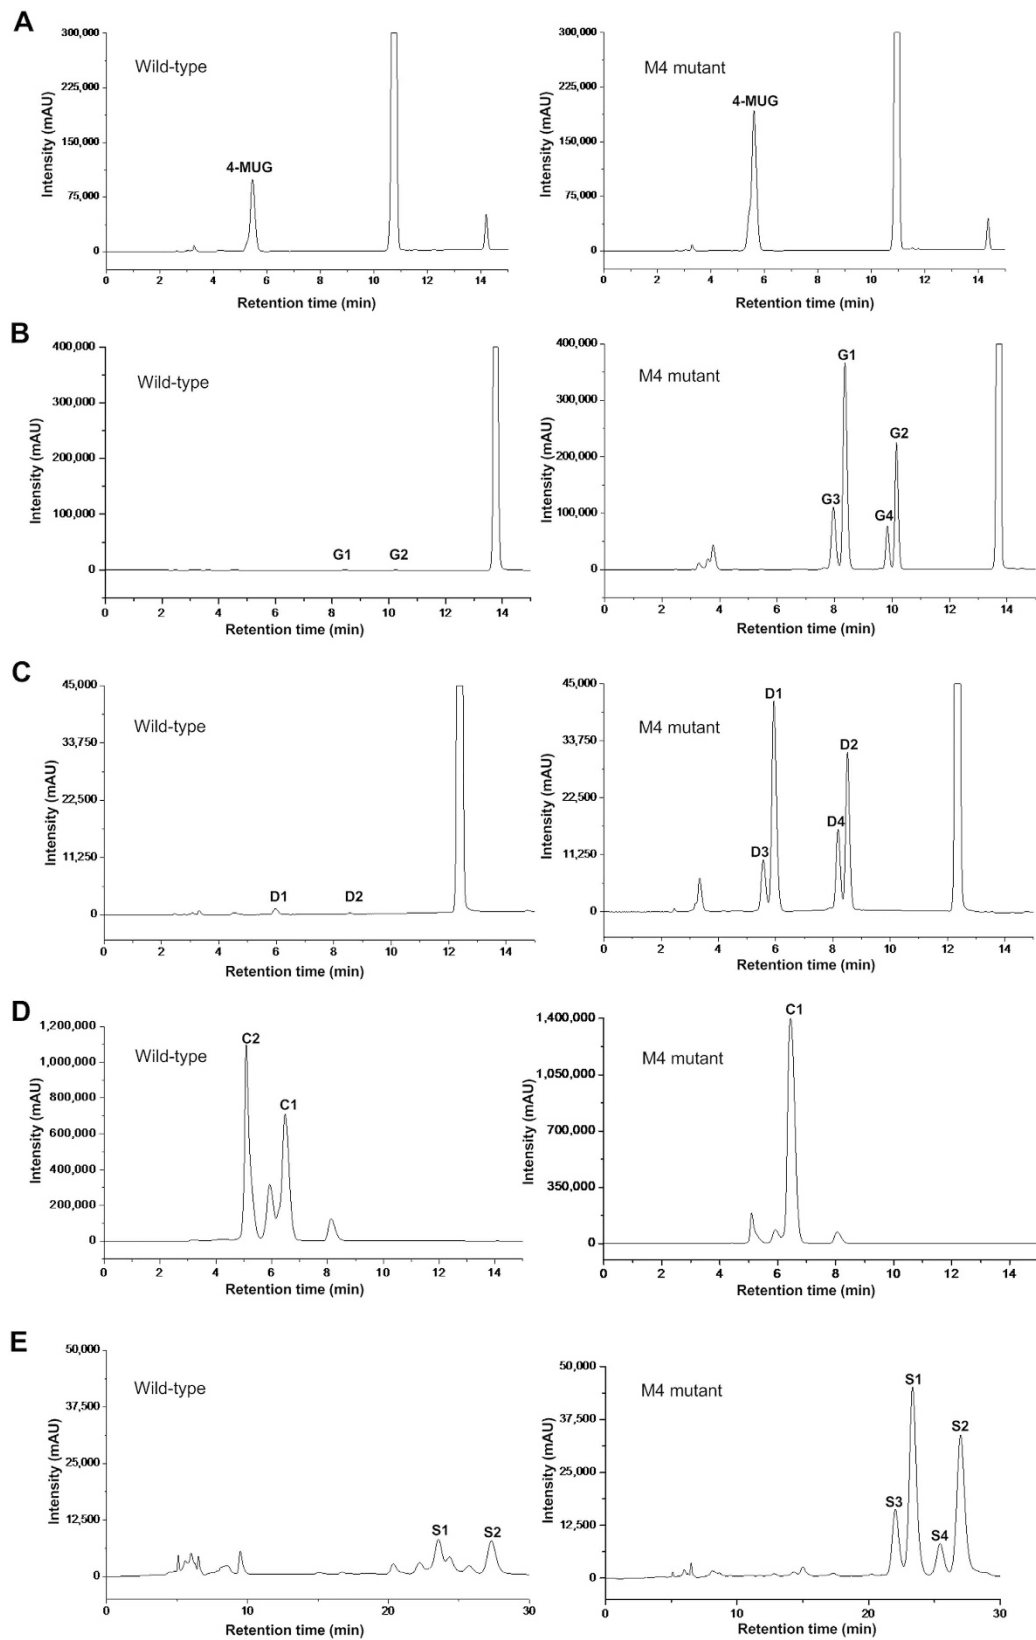 A
Wild-type
M4 mutant
Intensity (mAU)
300,000
225,000
150,000
75,000
0
4-MUG
0 2 4 6 8 10 12 14
Retention time (min)
Intensity (mAU)
300,000
225,000
150,000
75,000
0
4-MUG
0 2 4 6 8 10 12 14
Retention time (min)
B
Wild-type
M4 mutant
Intensity (mAU)
400,000
300,000
200,000
100,000
0
G1 G2
0 2 4 6 8 10 12 14
Retention time (min)
Intensity (mAU)
400,000
300,000
200,000
100,000
0
G1
G2
G3
G4
0 2 4 6 8 10 12 14
Retention time (min)
C
Wild-type
M4 mutant
Intensity (mAU)
45,000
33,750
22,500
11,250
0
D1 D2
0 2 4 6 8 10 12 14
Retention time (min)
Intensity (mAU)
45,000
33,750
22,500
11,250
0
D1
D2
D4
D3
0 2 4 6 8 10 12 14
Retention time (min)
D
Wild-type
M4 mutant
Intensity (mAU)
1,200,000
1,000,000
800,000
600,000
400,000
200,000
0
C2
C1
0 2 4 6 8 10 12 14
Retention time (min)
Intensity (mAU)
1,400,000
1,050,000
700,000
350,000
0
C1
0 2 4 6 8 10 12 14
Retention time (min)
E
Wild-type
M4 mutant
Intensity (mAU)
50,000
37,500
25,000
12,500
0
S1 S2
0 10 20 30
Retention time (min)
Intensity (mAU)
50,000
37,500
25,000
12,500
0
S1
S2
S3
S4
0 10 20 30
Retention time (min)